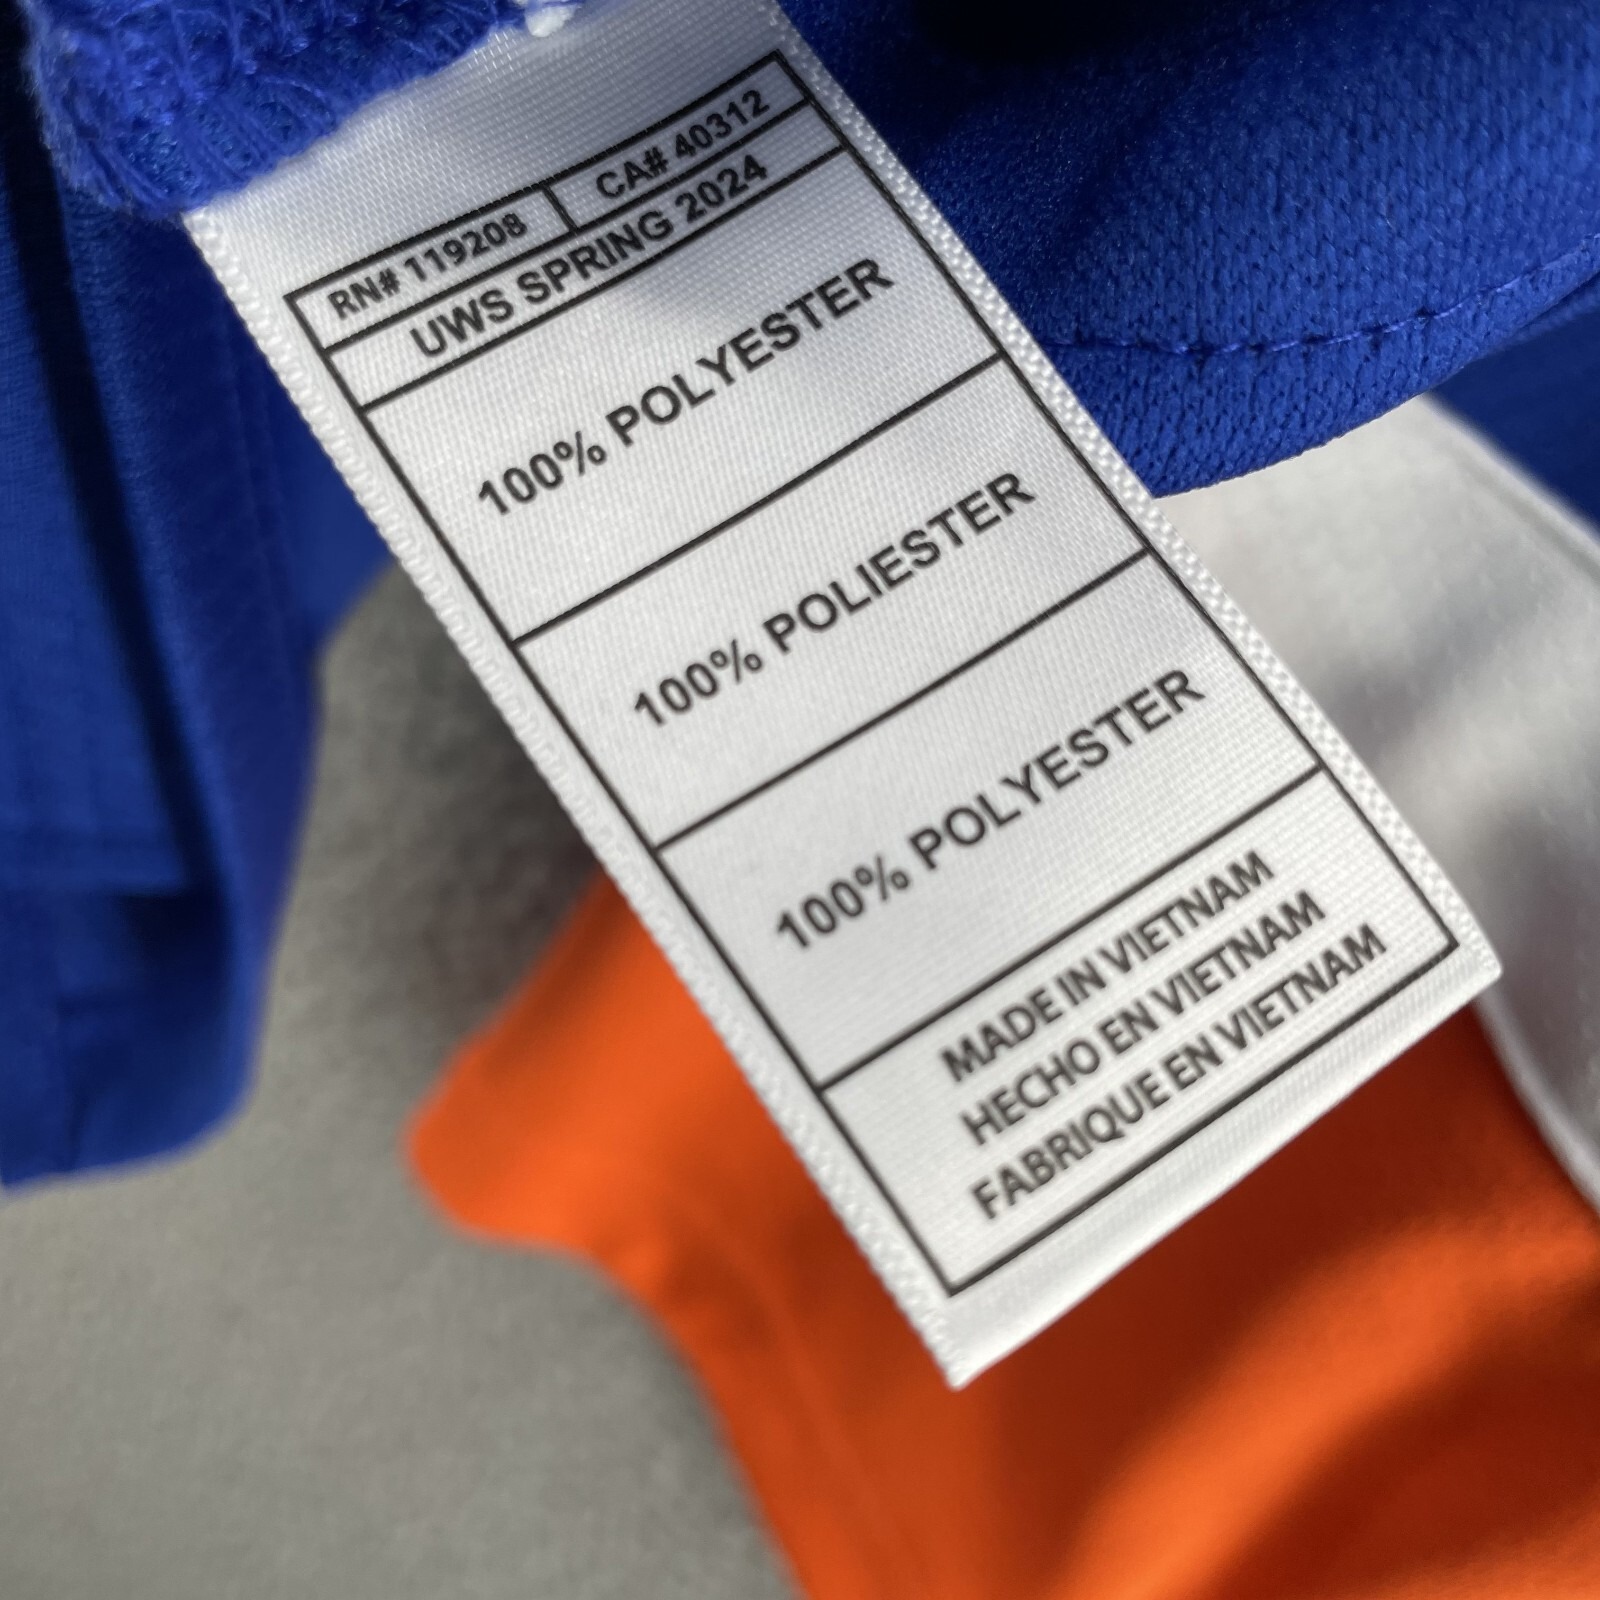 RN# 119208 CA# 40312
UWS SPRING 2024
100% POLYESTER
100% POLIESTER
100% POLYESTER
MADE IN VIETNAM
HECHO EN VIETNAM
FABRIQUE EN VIETNAM